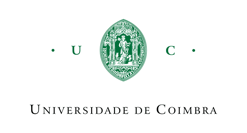 · U C ·
UNIVERSIDADE DE COIMBRA